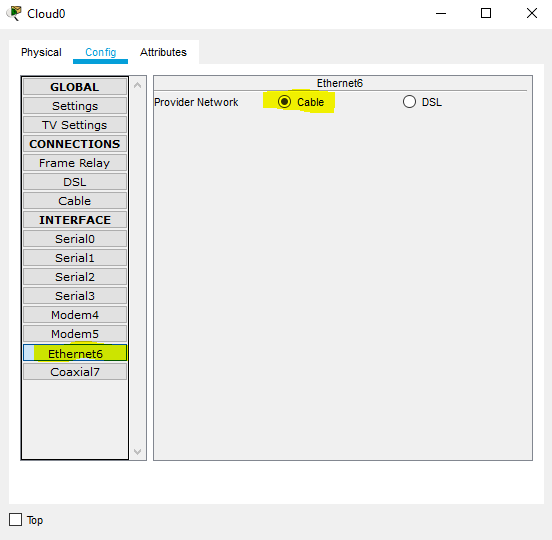 Cloud0
Physical Config Attributes
GLOBAL
Settings
TV Settings
CONNECTIONS
Frame Relay
DSL
Cable
INTERFACE
Serial0
Serial1
Serial2
Serial3
Modem4
Modem5
Ethernet6
Coaxial7
Ethernet6
Provider Network Cable DSL
Top